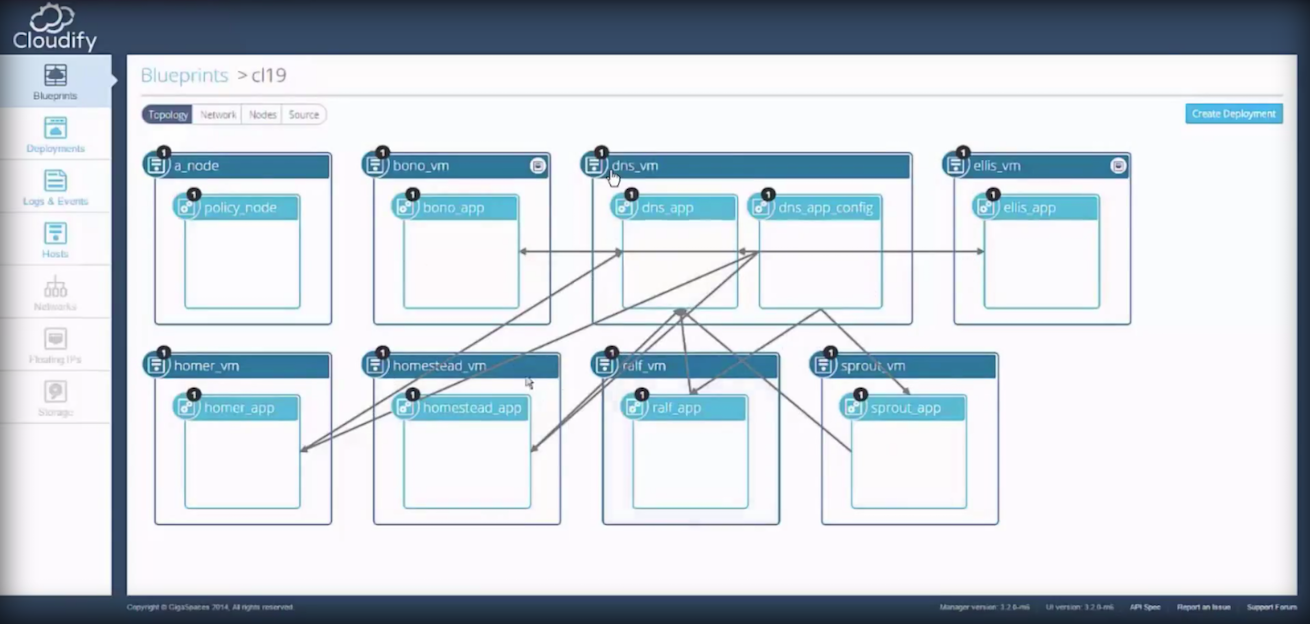 Cloudify
Blueprints > cl19
Blueprints
Topology Network Nodes Source
Create Deployment
Deployments
Logs & Events
Hosts
Networks
Floating IPs
Storage
1 a_node
1 policy_node
1 bono_vm
1 bono_app
1 dns_vm
1 dns_app
1 dns_app_config
1 ellis_vm
1 ellis_app
1 homer_vm
1 homer_app
1 homestead_vm
1 homestead_app
1 ralf_vm
1 ralf_app
1 sprout_vm
1 sprout_app
Copyright © GigaSpaces 2014, All rights reserved
Manager version: 3.2.0-m6 UI version: 3.2.0-m6 API Spec Report an Issue Support Forum